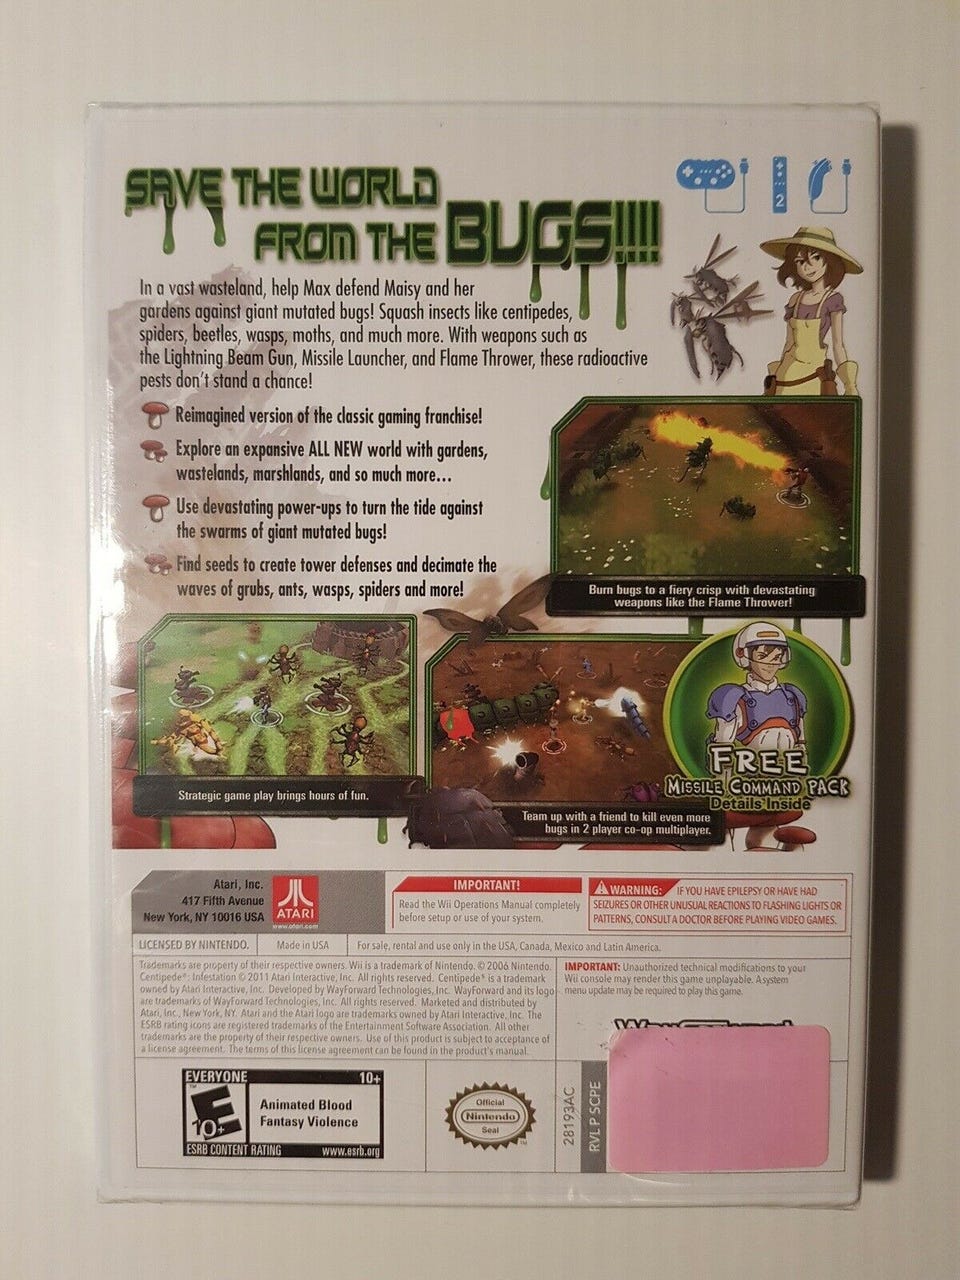 SAVE THE WORLD
FROM THE BUGS!!!!
2
In a vast wasteland, help Max defend Maisy and her
gardens against giant mutated bugs! Squash insects like centipedes,
spiders, beetles, wasps, moths, and much more. With weapons such as
the Lightning Beam Gun, Missile Launcher, and Flame Thrower, these radioactive
pests don't stand a chance!
Reimagined version of the classic gaming franchise!
Explore an expansive ALL NEW world with gardens,
wastelands, marshlands, and so much more...
Use devastating power-ups to turn the tide against
the swarms of giant mutated bugs!
Find seeds to create tower defenses and decimate the
waves of grubs, ants, wasps, spiders and more!
Burn bugs to a fiery crisp with devastating
weapons like the Flame Thrower!
Strategic game play brings hours of fun.
FREE
MISSILE COMMAND PACK
Details Inside
Team up with a friend to kill even more
bugs in 2 player co-op multiplayer.
Atari, Inc.
417 Fifth Avenue
New York, NY 10016 USA
ATARI
www.atari.com
IMPORTANT!
Read the Wii Operations Manual completely
before setup or use of your system.
WARNING: IF YOU HAVE EPILEPSY OR HAVE HAD
SEIZURES OR OTHER UNUSUAL REACTIONS TO FLASHING LIGHTS OR
PATTERNS, CONSULT A DOCTOR BEFORE PLAYING VIDEO GAMES.
LICENSED BY NINTENDO.
Made in USA
For sale, rental and use only in the USA, Canada, Mexico and Latin America.
Trademarks are property of their respective owners. Wii is a trademark of Nintendo. © 2006 Nintendo.
Centipede®: Infestation © 2011 Atari Interactive, Inc. All rights reserved. Centipede® is a trademark
owned by Atari Interactive, Inc. Developed by WayForward Technologies, Inc. WayForward and its logo
are trademarks of WayForward Technologies, Inc. All rights reserved. Marketed and distributed by
Atari, Inc., New York, NY. Atari and the Atari logo are trademarks owned by Atari Interactive, Inc. The
ESRB rating icons are registered trademarks of the Entertainment Software Association. All other
trademarks are the property of their respective owners. Use of this product is subject to acceptance of
a license agreement. The terms of this license agreement can be found in the product's manual.
IMPORTANT: Unauthorized technical modifications to your
Wii console may render this game unplayable. A system
menu update may be required to play this game.
EVERYONE 10+
E
10+
TM
Animated Blood
Fantasy Violence
ESRB CONTENT RATING www.esrb.org
Official
Nintendo
Seal
TM
28193AC
RVL P SCPE